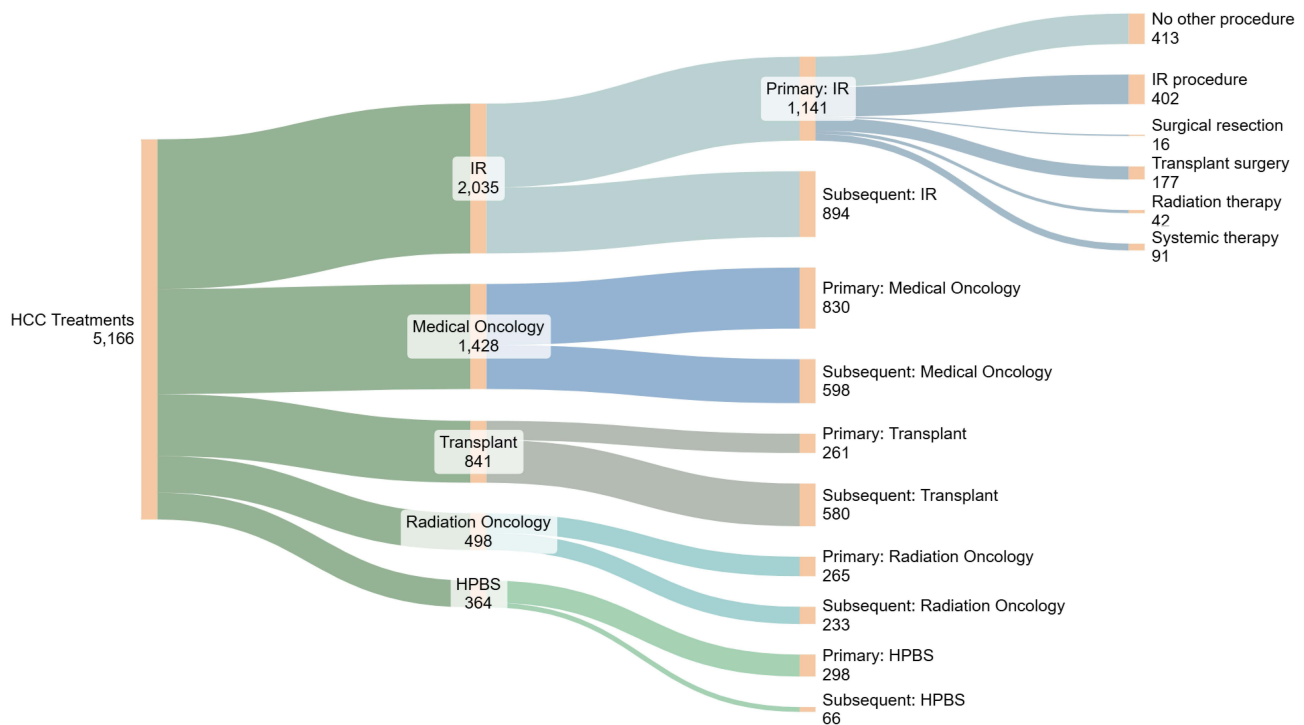 HCC Treatments
5,166
IR
2,035
Medical Oncology
1,428
Transplant
841
Radiation Oncology
498
HPBS
364
Primary: IR
1,141
Subsequent: IR
894
Primary: Medical Oncology
830
Subsequent: Medical Oncology
598
Primary: Transplant
261
Subsequent: Transplant
580
Primary: Radiation Oncology
265
Subsequent: Radiation Oncology
233
Primary: HPBS
298
Subsequent: HPBS
66
No other procedure
413
IR procedure
402
Surgical resection
16
Transplant surgery
177
Radiation therapy
42
Systemic therapy
91